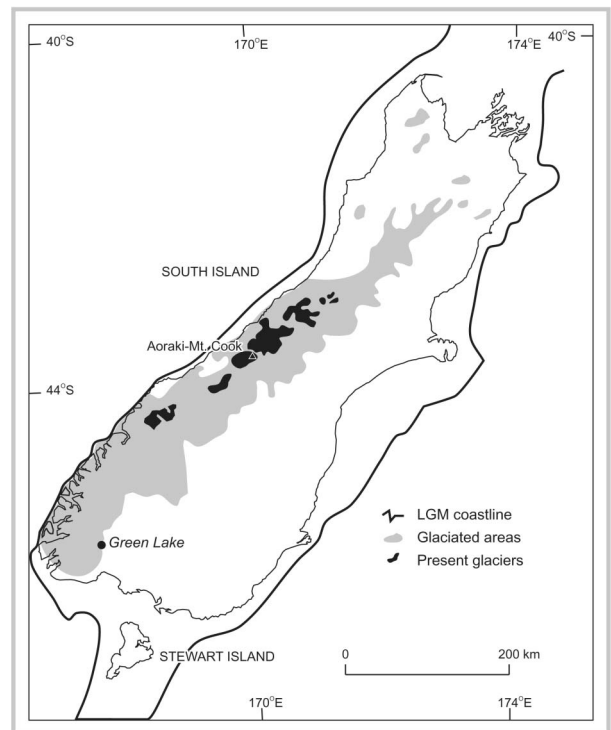 40°S
170°E
174°E
40°S
SOUTH ISLAND
Aoraki-Mt. Cook
44°S
Green Lake
LGM coastline
Glaciated areas
Present glaciers
STEWART ISLAND
0
200 km
170°E
174°E